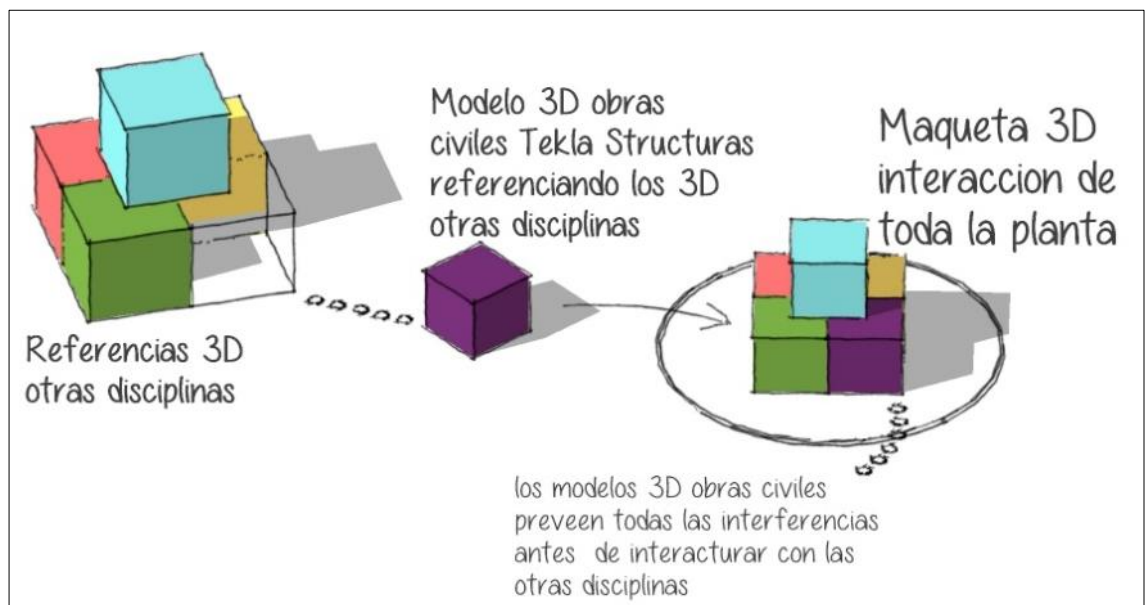 Modelo 3D obras
civiles Tekla Structuras
referenciando los 3D
otras disciplinas
Maqueta 3D
interaccion de
toda la planta
Referencias 3D
otras disciplinas
los modelos 3D obras civiles
preveen todas las interferencias
antes de interacturar con las
otras disciplinas